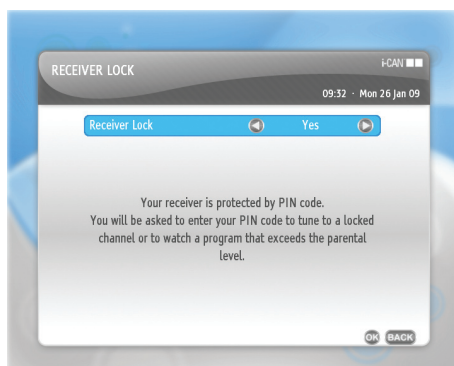 RECEIVER LOCK
i-CAN
09:32 · Mon 26 Jan 09
Receiver Lock Yes
Your receiver is protected by PIN code.
You will be asked to enter your PIN code to tune to a locked
channel or to watch a program that exceeds the parental
level.
OK BACK